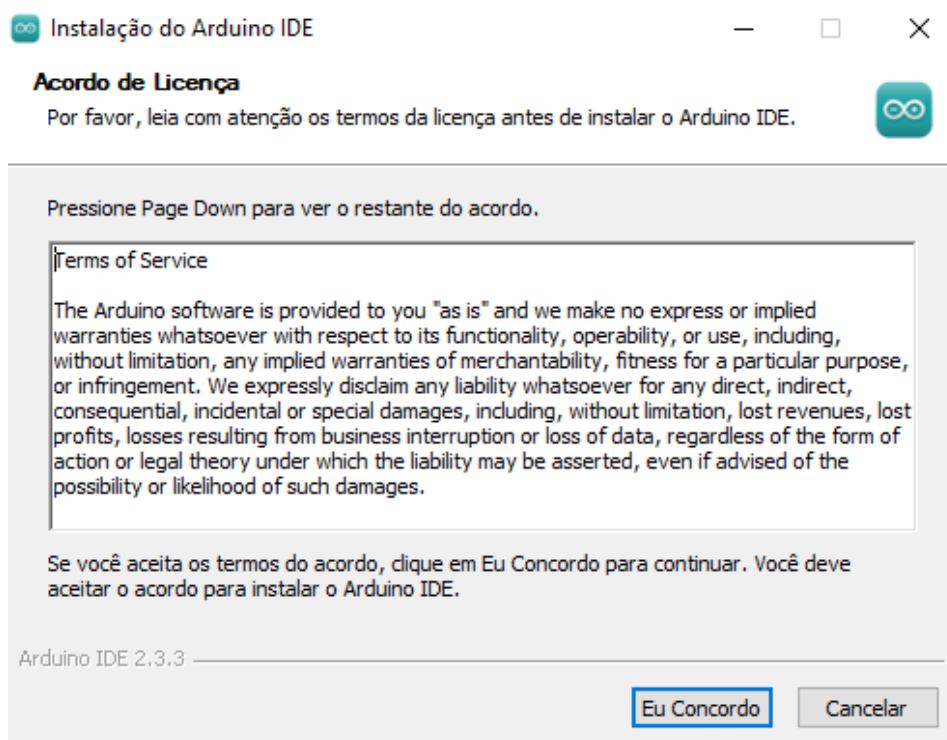 Instalação do Arduino IDE
Acordo de Licença
Por favor, leia com atenção os termos da licença antes de instalar o Arduino IDE.
Pressione Page Down para ver o restante do acordo.
Terms of Service
The Arduino software is provided to you "as is" and we make no express or implied
warranties whatsoever with respect to its functionality, operability, or use, including,
without limitation, any implied warranties of merchantability, fitness for a particular purpose,
or infringement. We expressly disclaim any liability whatsoever for any direct, indirect,
consequential, incidental or special damages, including, without limitation, lost revenues, lost
profits, losses resulting from business interruption or loss of data, regardless of the form of
action or legal theory under which the liability may be asserted, even if advised of the
possibility or likelihood of such damages.
Se você aceita os termos do acordo, clique em Eu Concordo para continuar. Você deve
aceitar o acordo para instalar o Arduino IDE.
Arduino IDE 2.3.3
Eu Concordo
Cancelar